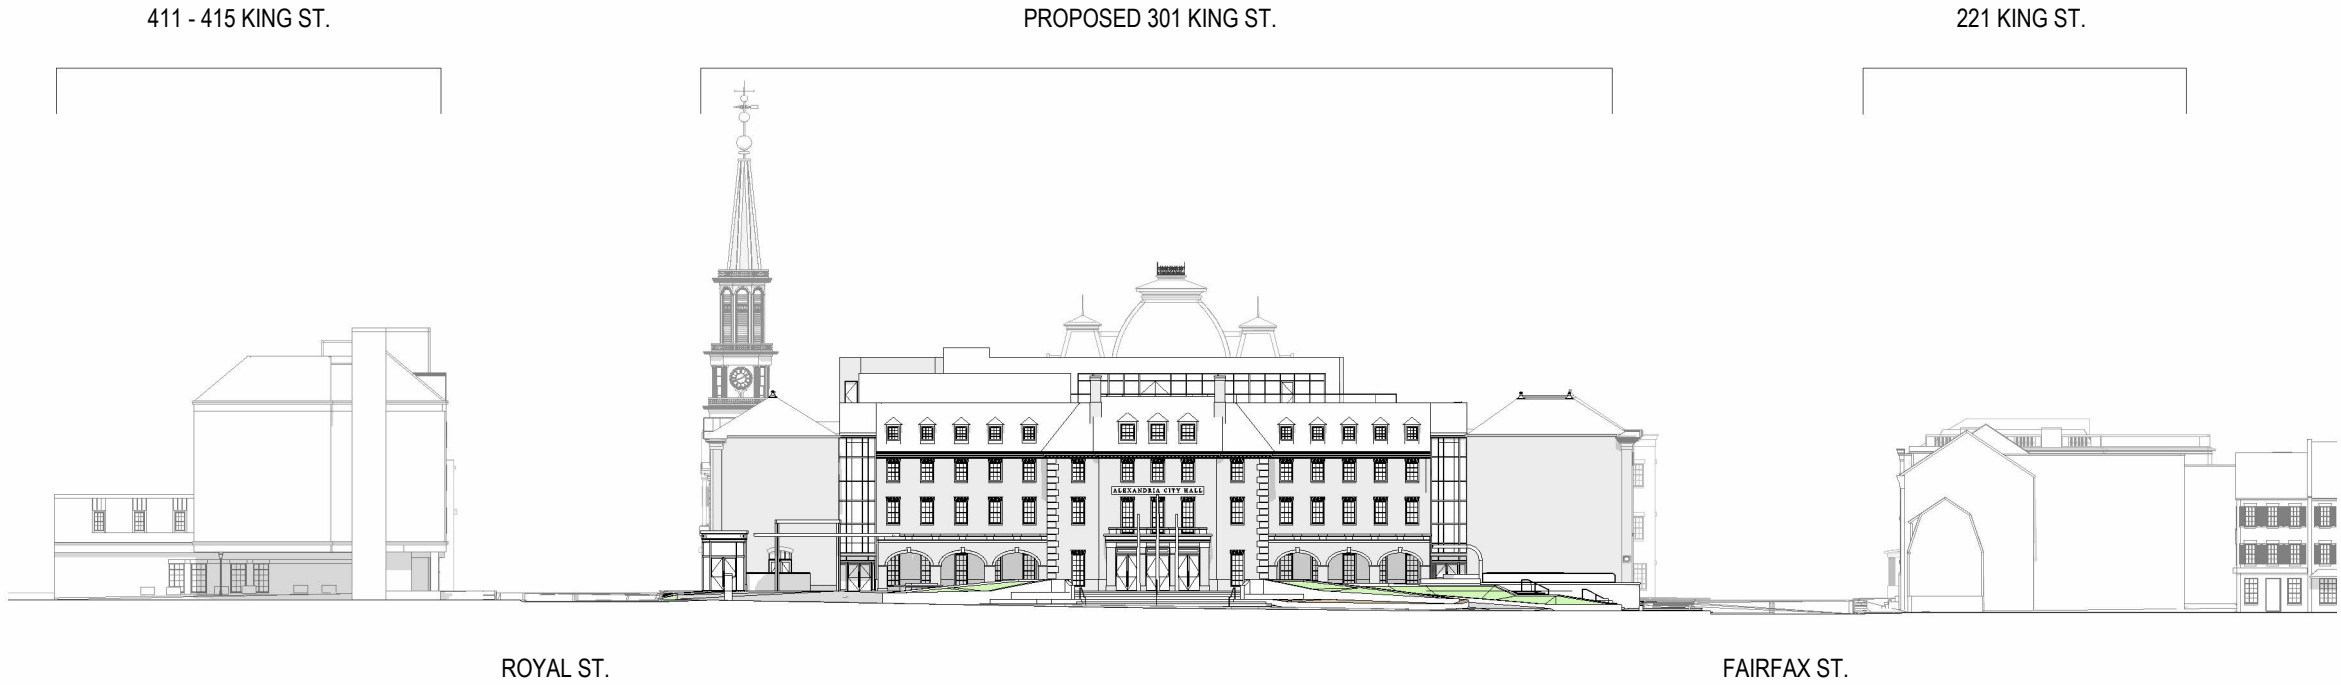 411 - 415 KING ST.
PROPOSED 301 KING ST.
221 KING ST.
ALEXANDRIA CITY HALL
ROYAL ST.
FAIRFAX ST.